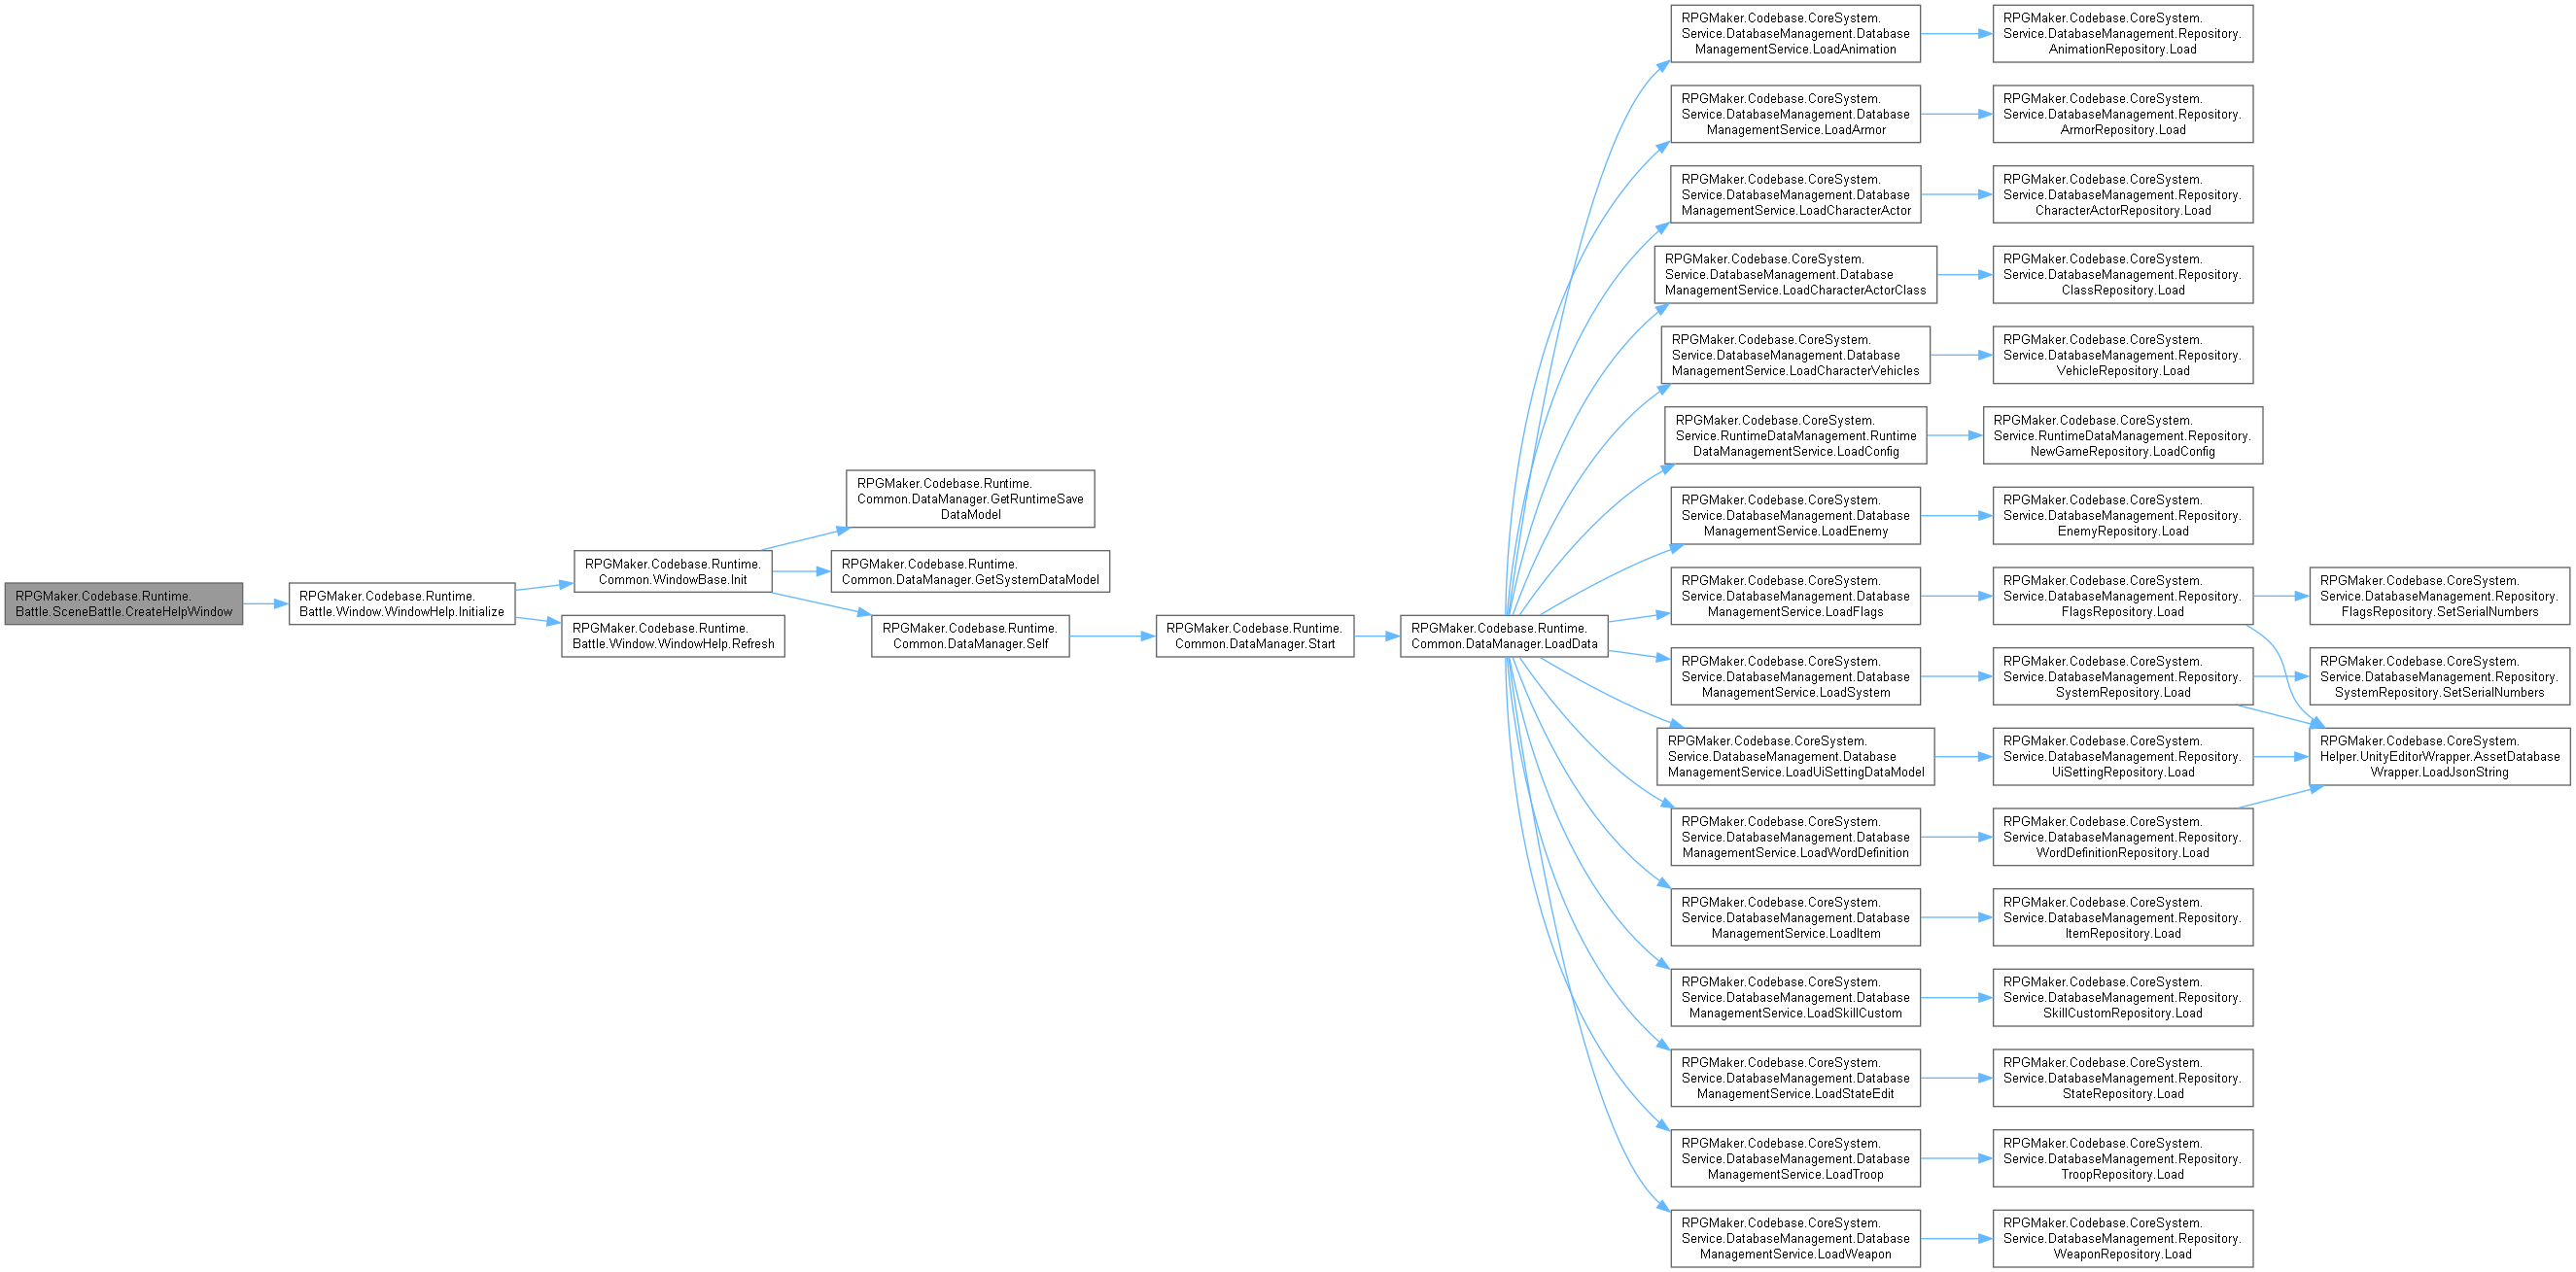 RPGMaker.Codebase.Runtime.
Battle.SceneBattle.CreateHelpWindow
RPGMaker.Codebase.Runtime.
Battle.Window.WindowHelp.Initialize
RPGMaker.Codebase.Runtime.
Common.WindowBase.Init
RPGMaker.Codebase.Runtime.
Battle.Window.WindowHelp.Refresh
RPGMaker.Codebase.Runtime.
Common.DataManager.GetRuntimeSave
DataModel
RPGMaker.Codebase.Runtime.
Common.DataManager.GetSystemDataModel
RPGMaker.Codebase.Runtime.
Common.DataManager.Self
RPGMaker.Codebase.Runtime.
Common.DataManager.Start
RPGMaker.Codebase.Runtime.
Common.DataManager.LoadData
RPGMaker.Codebase.CoreSystem.
Service.DatabaseManagement.Database
ManagementService.LoadAnimation
RPGMaker.Codebase.CoreSystem.
Service.DatabaseManagement.Database
ManagementService.LoadArmor
RPGMaker.Codebase.CoreSystem.
Service.DatabaseManagement.Database
ManagementService.LoadCharacterActor
RPGMaker.Codebase.CoreSystem.
Service.DatabaseManagement.Database
ManagementService.LoadCharacterActorClass
RPGMaker.Codebase.CoreSystem.
Service.DatabaseManagement.Database
ManagementService.LoadCharacterVehicles
RPGMaker.Codebase.CoreSystem.
Service.RuntimeDataManagement.Runtime
DataManagementService.LoadConfig
RPGMaker.Codebase.CoreSystem.
Service.DatabaseManagement.Database
ManagementService.LoadEnemy
RPGMaker.Codebase.CoreSystem.
Service.DatabaseManagement.Database
ManagementService.LoadFlags
RPGMaker.Codebase.CoreSystem.
Service.DatabaseManagement.Database
ManagementService.LoadSystem
RPGMaker.Codebase.CoreSystem.
Service.DatabaseManagement.Database
ManagementService.LoadUiSettingDataModel
RPGMaker.Codebase.CoreSystem.
Service.DatabaseManagement.Database
ManagementService.LoadWordDefinition
RPGMaker.Codebase.CoreSystem.
Service.DatabaseManagement.Database
ManagementService.LoadItem
RPGMaker.Codebase.CoreSystem.
Service.DatabaseManagement.Database
ManagementService.LoadSkillCustom
RPGMaker.Codebase.CoreSystem.
Service.DatabaseManagement.Database
ManagementService.LoadStateEdit
RPGMaker.Codebase.CoreSystem.
Service.DatabaseManagement.Database
ManagementService.LoadTroop
RPGMaker.Codebase.CoreSystem.
Service.DatabaseManagement.Database
ManagementService.LoadWeapon
RPGMaker.Codebase.CoreSystem.
Service.DatabaseManagement.Repository.
AnimationRepository.Load
RPGMaker.Codebase.CoreSystem.
Service.DatabaseManagement.Repository.
ArmorRepository.Load
RPGMaker.Codebase.CoreSystem.
Service.DatabaseManagement.Repository.
CharacterActorRepository.Load
RPGMaker.Codebase.CoreSystem.
Service.DatabaseManagement.Repository.
ClassRepository.Load
RPGMaker.Codebase.CoreSystem.
Service.DatabaseManagement.Repository.
VehicleRepository.Load
RPGMaker.Codebase.CoreSystem.
Service.RuntimeDataManagement.Repository.
NewGameRepository.LoadConfig
RPGMaker.Codebase.CoreSystem.
Service.DatabaseManagement.Repository.
EnemyRepository.Load
RPGMaker.Codebase.CoreSystem.
Service.DatabaseManagement.Repository.
FlagsRepository.Load
RPGMaker.Codebase.CoreSystem.
Service.DatabaseManagement.Repository.
SystemRepository.Load
RPGMaker.Codebase.CoreSystem.
Service.DatabaseManagement.Repository.
UiSettingRepository.Load
RPGMaker.Codebase.CoreSystem.
Service.DatabaseManagement.Repository.
WordDefinitionRepository.Load
RPGMaker.Codebase.CoreSystem.
Service.DatabaseManagement.Repository.
ItemRepository.Load
RPGMaker.Codebase.CoreSystem.
Service.DatabaseManagement.Repository.
SkillCustomRepository.Load
RPGMaker.Codebase.CoreSystem.
Service.DatabaseManagement.Repository.
StateRepository.Load
RPGMaker.Codebase.CoreSystem.
Service.DatabaseManagement.Repository.
TroopRepository.Load
RPGMaker.Codebase.CoreSystem.
Service.DatabaseManagement.Repository.
WeaponRepository.Load
RPGMaker.Codebase.CoreSystem.
Service.DatabaseManagement.Repository.
FlagsRepository.SetSerialNumbers
RPGMaker.Codebase.CoreSystem.
Service.DatabaseManagement.Repository.
SystemRepository.SetSerialNumbers
RPGMaker.Codebase.CoreSystem.
Helper.UnityEditorWrapper.AssetDatabase
Wrapper.LoadJsonString